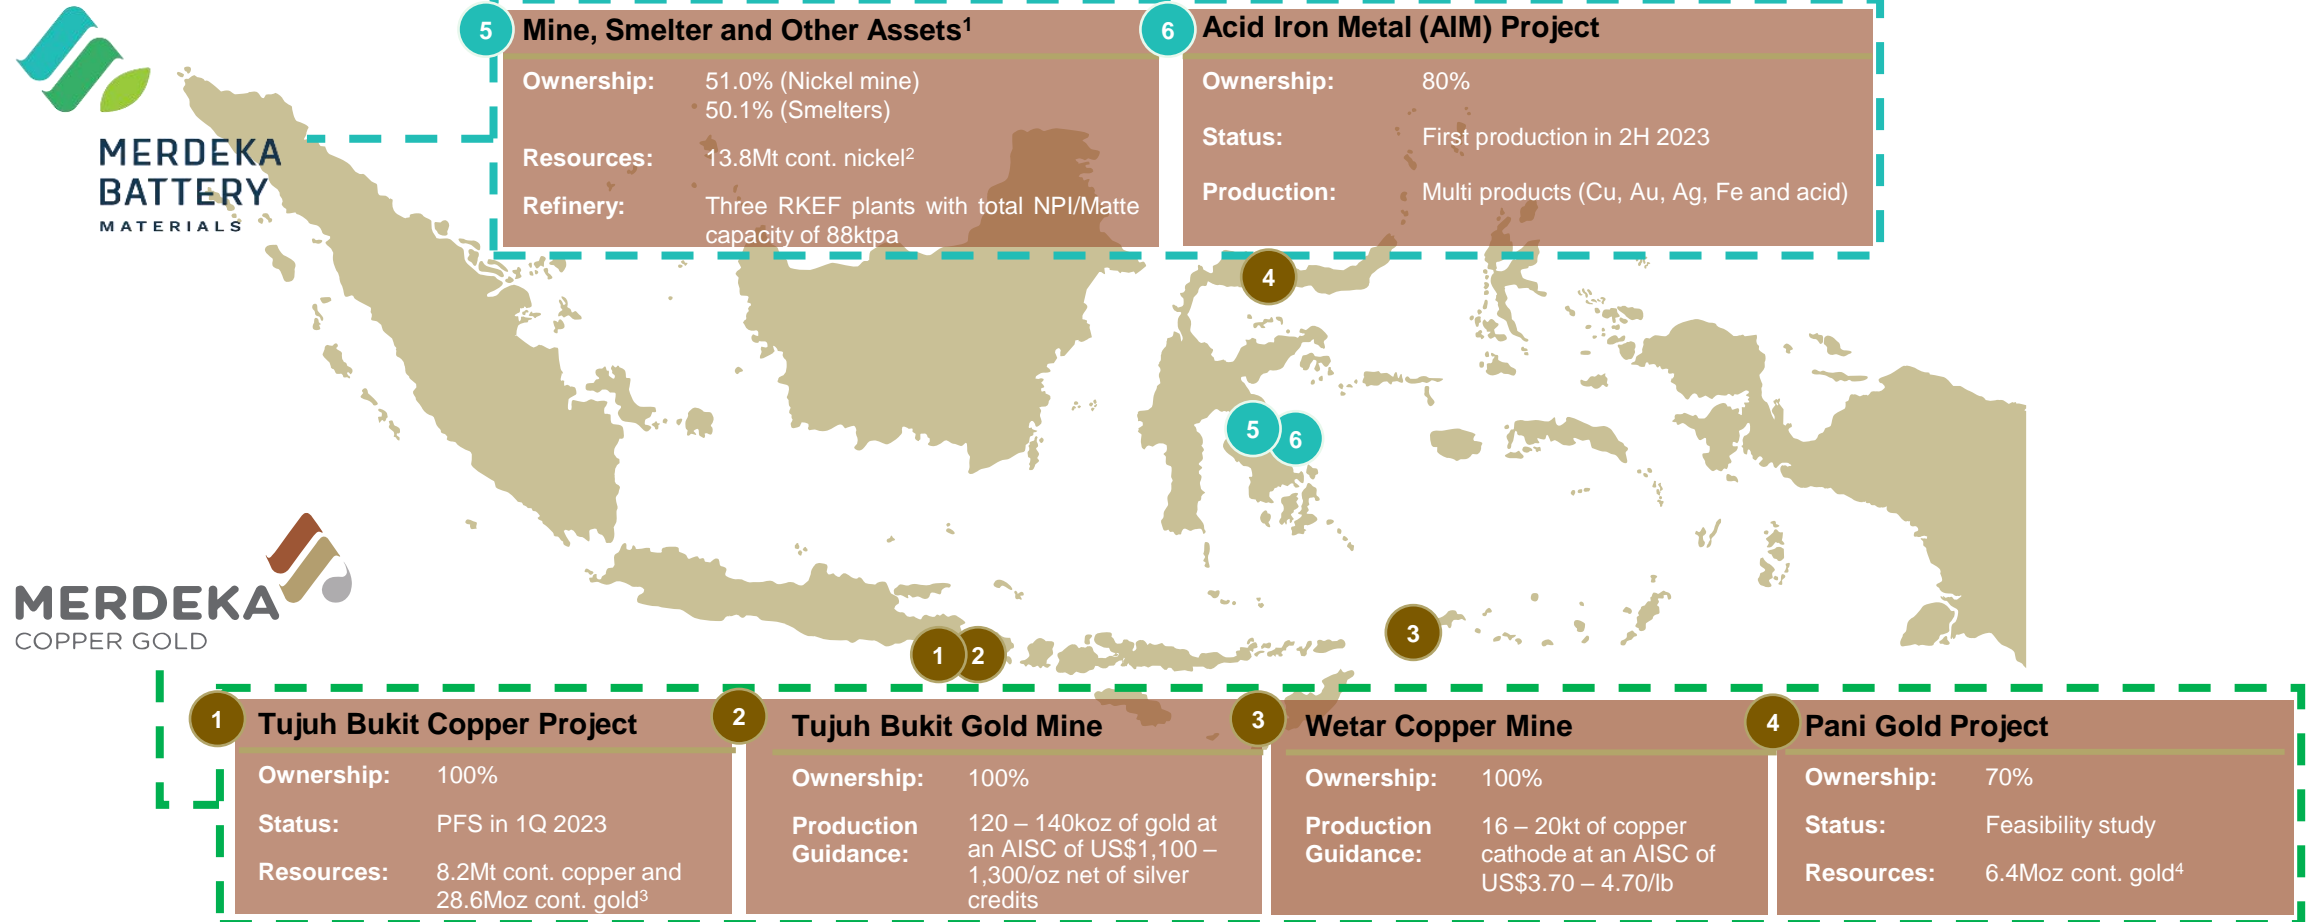 MERDEKA
BATTERY
MATERIALS
5 Mine, Smelter and Other Assets¹
Ownership: 51.0% (Nickel mine)
50.1% (Smelters)
Resources: 13.8Mt cont. nickel²
Refinery: Three RKEF plants with total NPI/Matte
capacity of 88ktpa
6 Acid Iron Metal (AIM) Project
Ownership: 80%
Status: First production in 2H 2023
Production: Multi products (Cu, Au, Ag, Fe and acid)
4
5
6
3
1
2
MERDEKA
COPPER GOLD
1 Tujuh Bukit Copper Project
Ownership: 100%
Status: PFS in 1Q 2023
Resources: 8.2Mt cont. copper and
28.6Moz cont. gold³
2 Tujuh Bukit Gold Mine
Ownership: 100%
Production 120 – 140koz of gold at
Guidance: an AISC of US$1,100 –
1,300/oz net of silver
credits
3 Wetar Copper Mine
Ownership: 100%
Production 16 – 20kt of copper
Guidance: cathode at an AISC of
US$3.70 – 4.70/lb
4 Pani Gold Project
Ownership: 70%
Status: Feasibility study
Resources: 6.4Moz cont. gold⁴